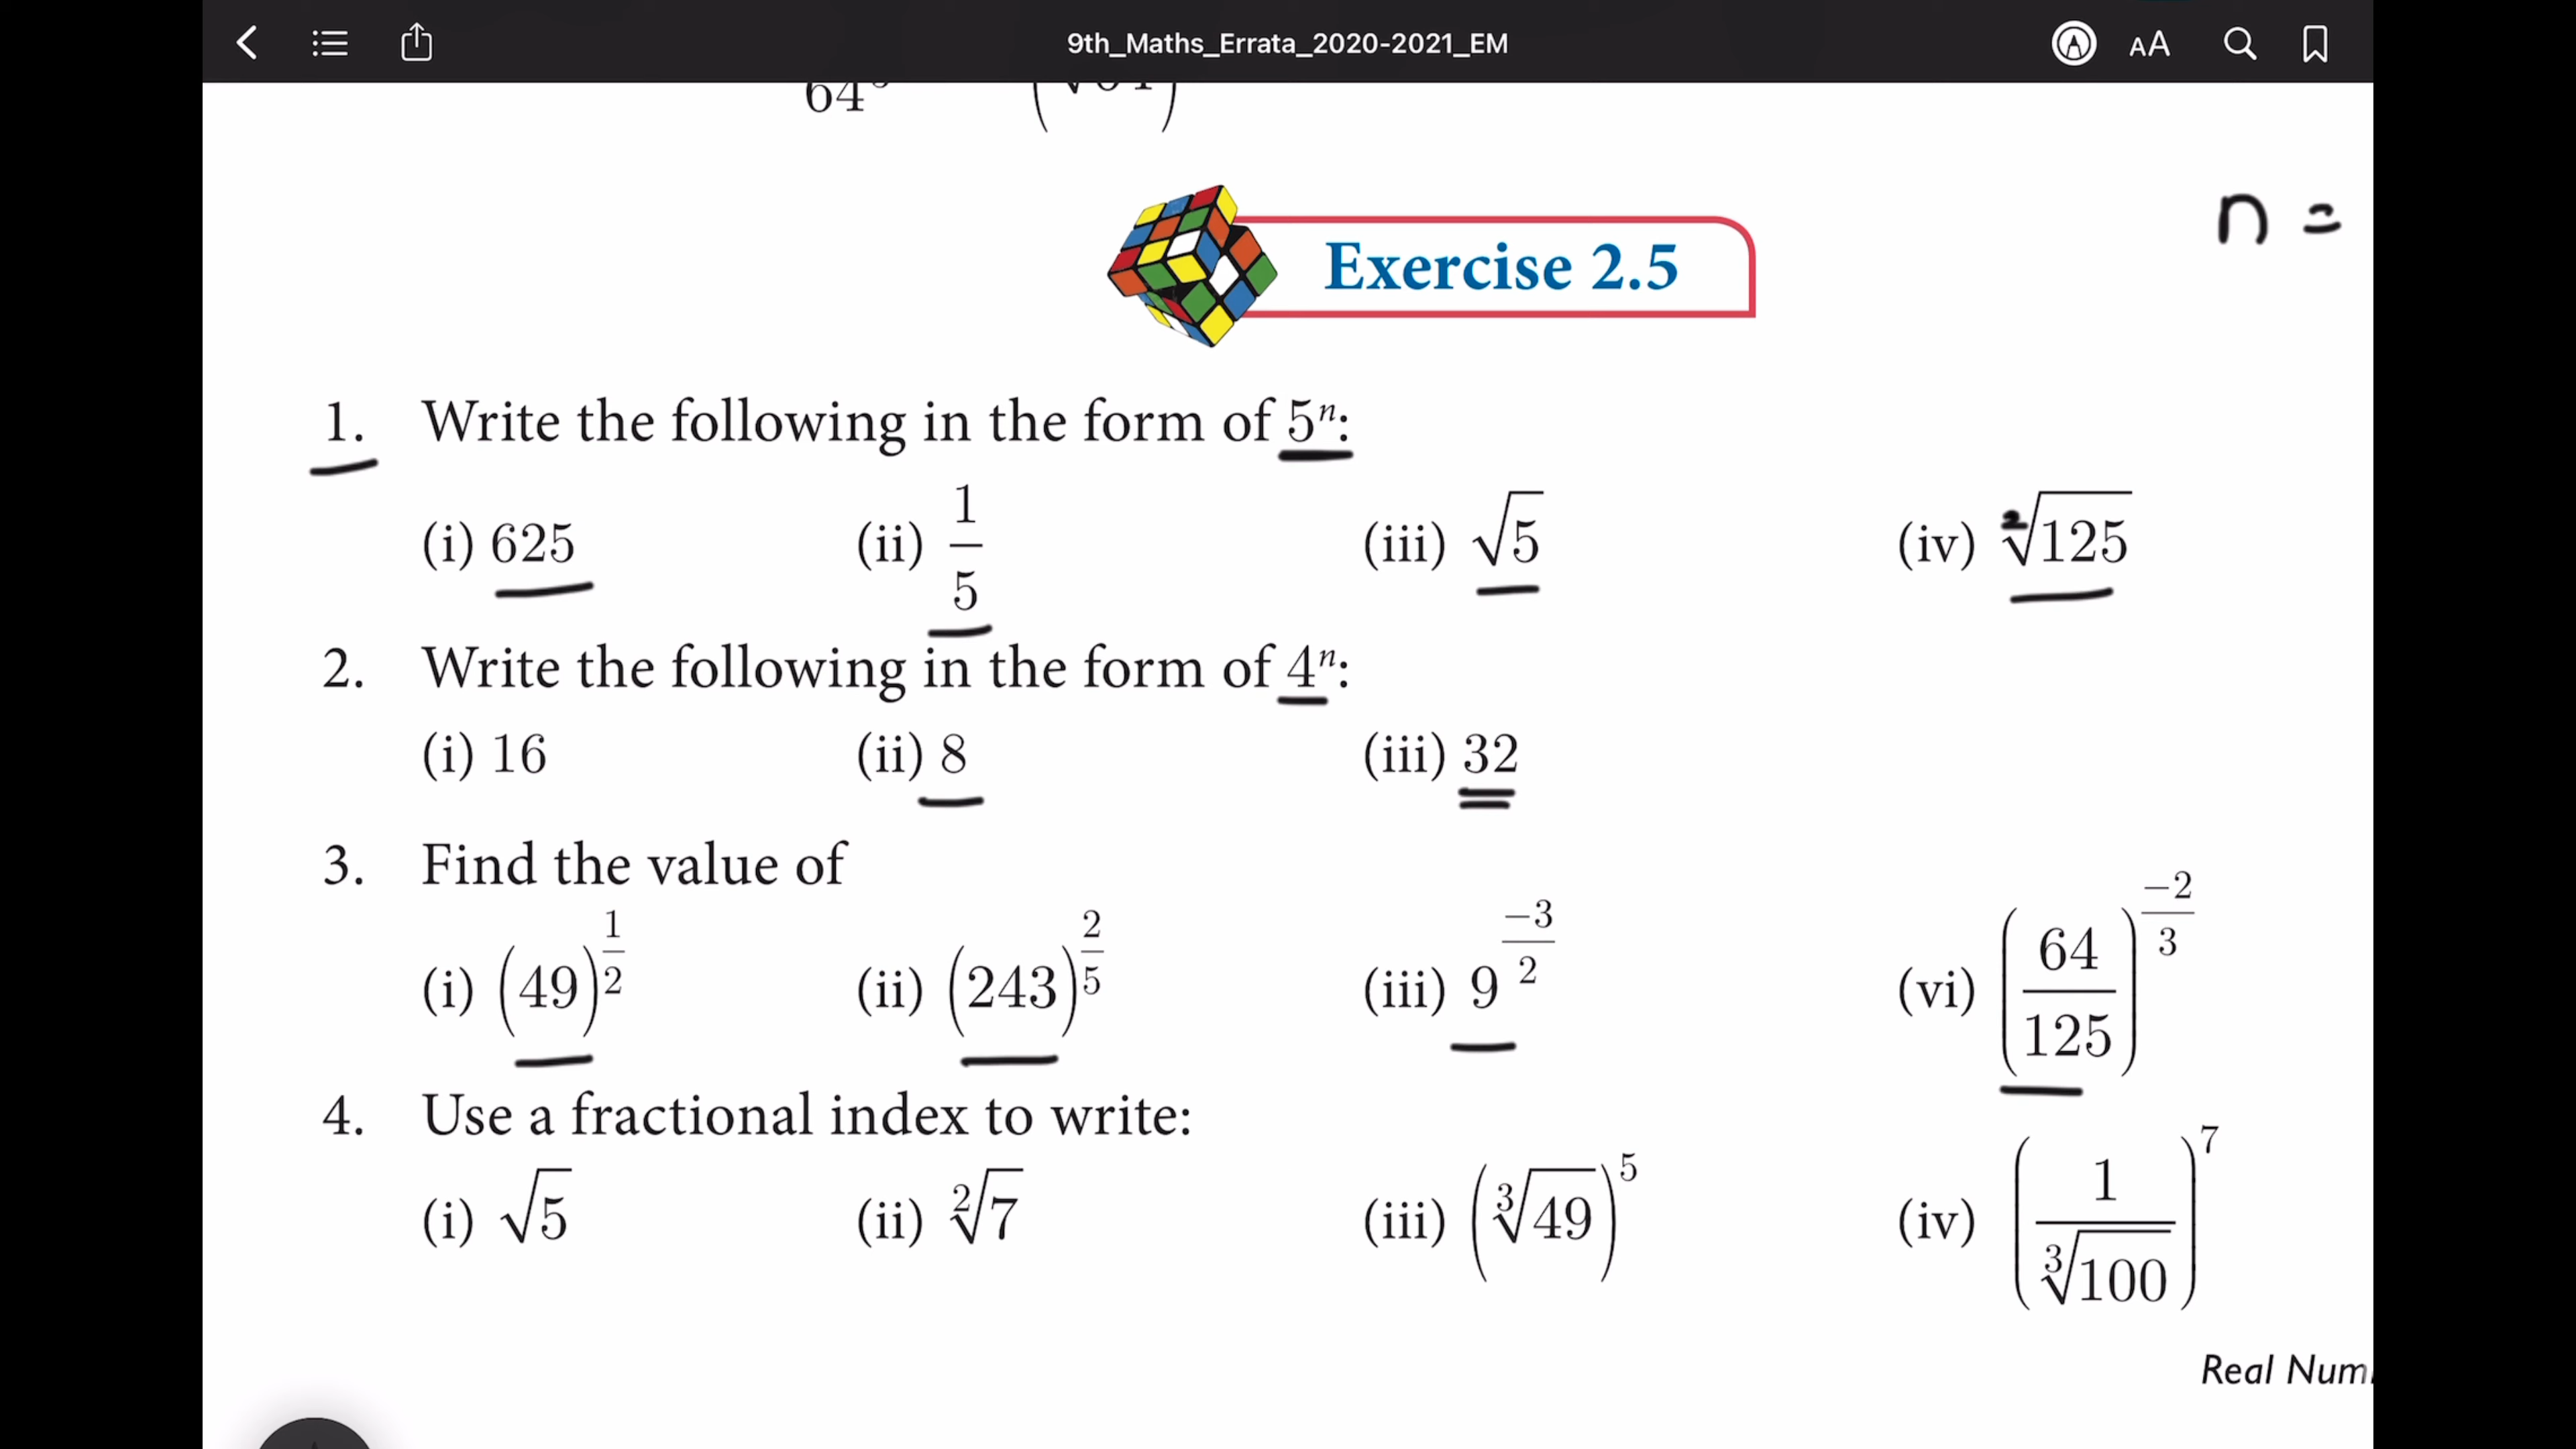 9th_Maths_Errata_2020-2021_EM
n =
Exercise 2.5
1. Write the following in the form of 5ⁿ:
(i) 625 (ii) 1/5 (iii) √5 (iv) ²√125
2. Write the following in the form of 4ⁿ:
(i) 16 (ii) 8 (iii) 32
3. Find the value of
(i) (49)^(1/2) (ii) (243)^(2/5) (iii) 9^(-3/2) (vi) (64/125)^(-2/3)
4. Use a fractional index to write:
(i) √5 (ii) ²√7 (iii) (³√49)⁵ (iv) (1/³√100)⁷
Real Num